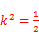 k² = 1/2